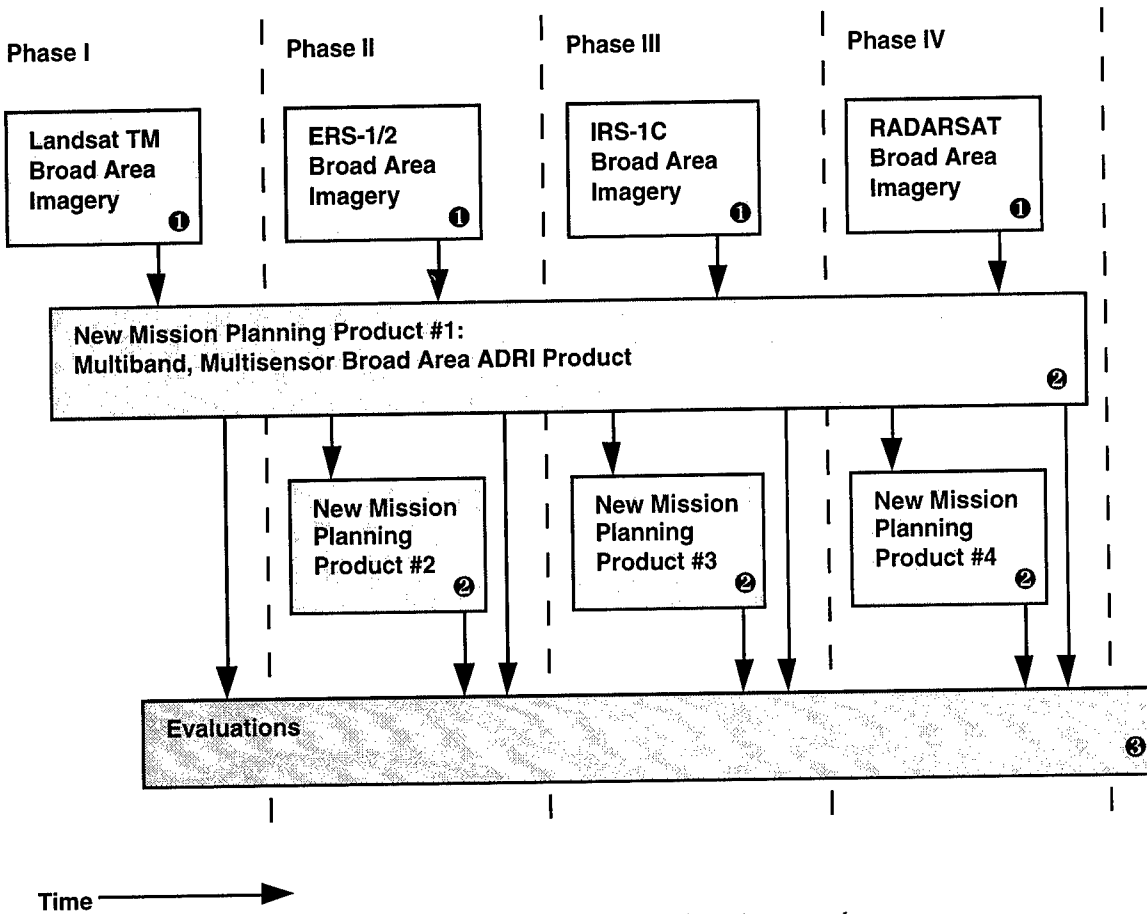 Phase I
Phase II
Phase III
Phase IV
Landsat TM
Broad Area
Imagery
❶
ERS-1/2
Broad Area
Imagery
❶
IRS-1C
Broad Area
Imagery
❶
RADARSAT
Broad Area
Imagery
❶
New Mission Planning Product #1:
Multiband, Multisensor Broad Area ADRI Product
❷
New Mission
Planning
Product #2
❷
New Mission
Planning
Product #3
❷
New Mission
Planning
Product #4
❷
Evaluations
❸
Time